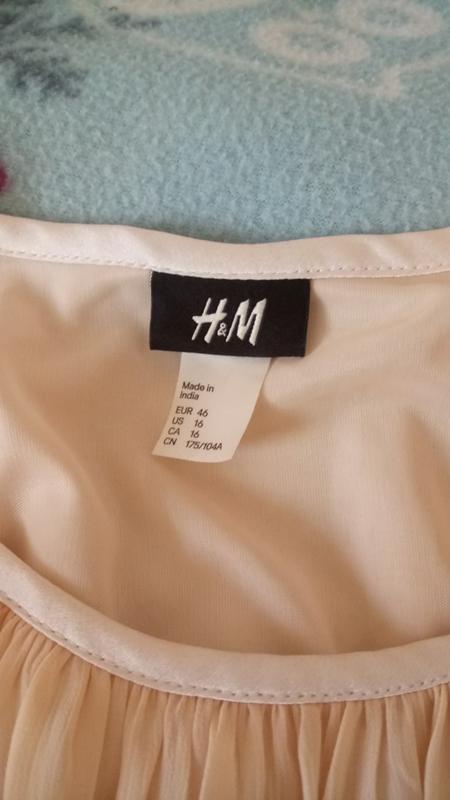 H&M
Made in
India
EUR 46
US 16
CA 16
CN 175/104A